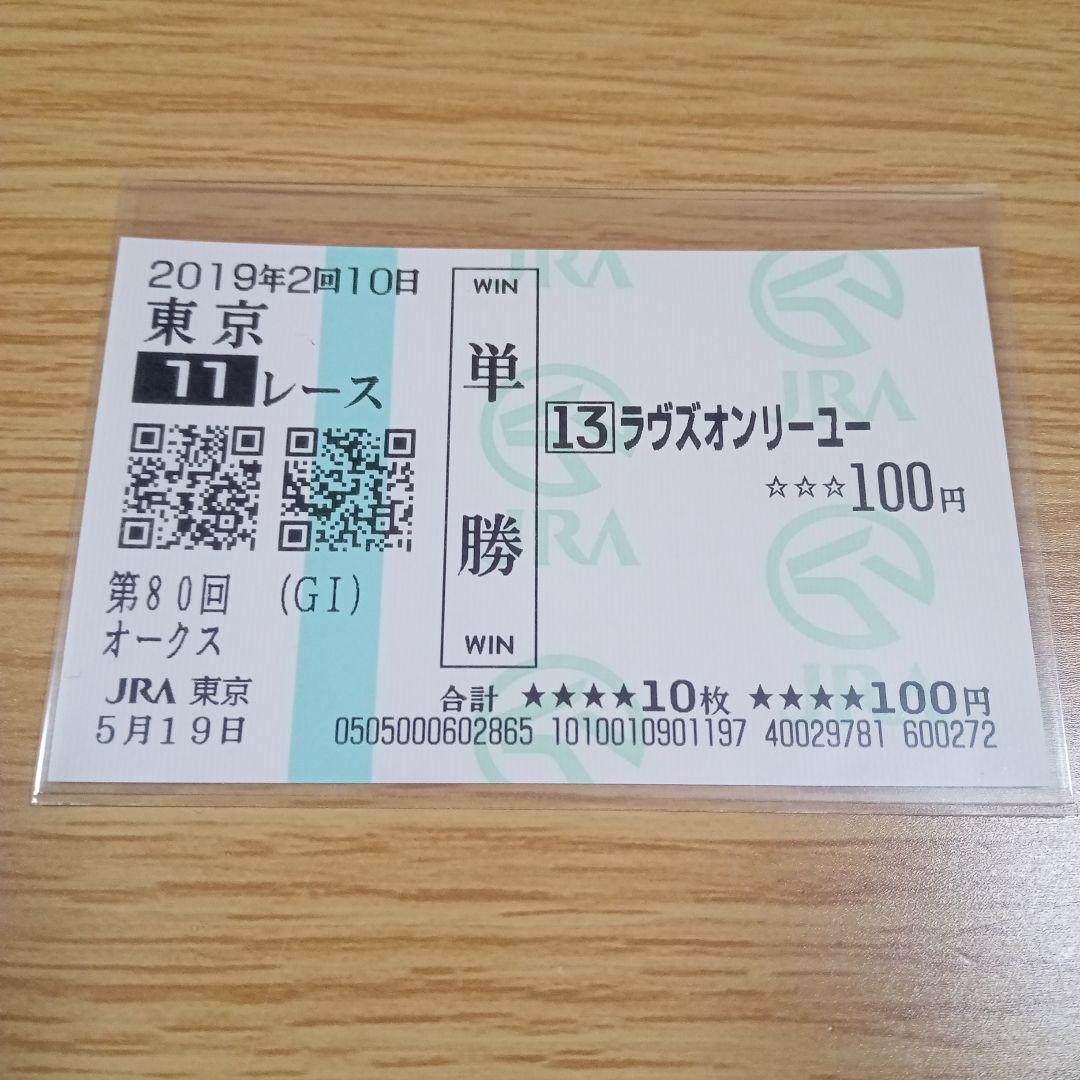 2019年2回10日
東京
11レース
第80回 (GI)
オークス
JRA 東京
5月19日
WIN
単勝
WIN
13 ラヴズオンリーユー
☆☆☆100円
合計 ★★★★10枚 ★★★★100円
0505000602865 1010010901197 40029781 600272
JRA
JRA
JRA
JRA